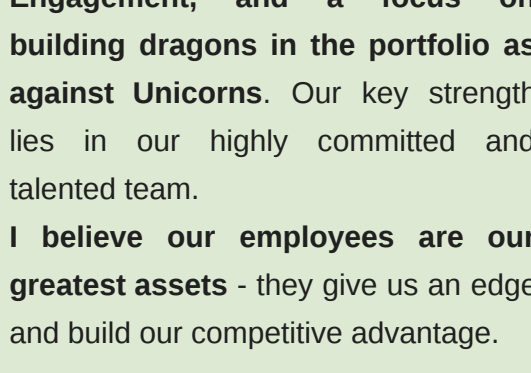 Engagement, and a focus on
building dragons in the portfolio as
against Unicorns. Our key strength
lies in our highly committed and
talented team.
I believe our employees are our
greatest assets - they give us an edge
and build our competitive advantage.